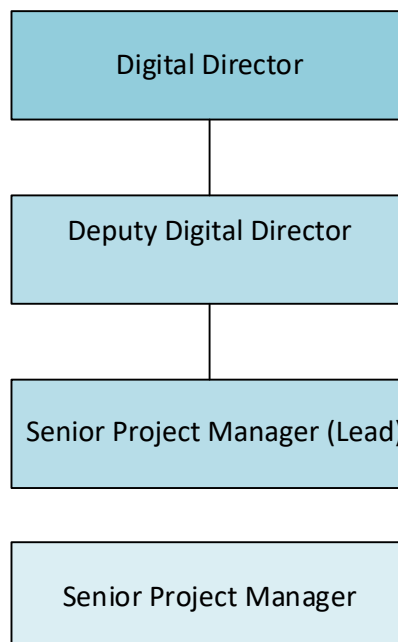 Digital Director
Deputy Digital Director
Senior Project Manager (Lead)
Senior Project Manager